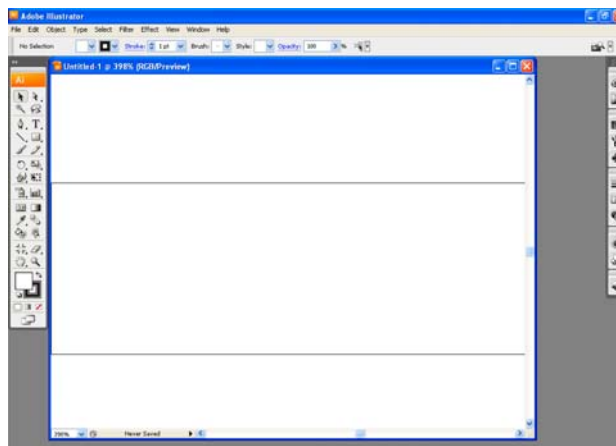 Adobe Illustrator
File Edit Object Type Select Filter Effect View Window Help
No Selection Stroke: 1 pt Brush: Style: Opacity: 100 %
Untitled-1 @ 398% (RGB/Preview)
Ai
T
Never Saved